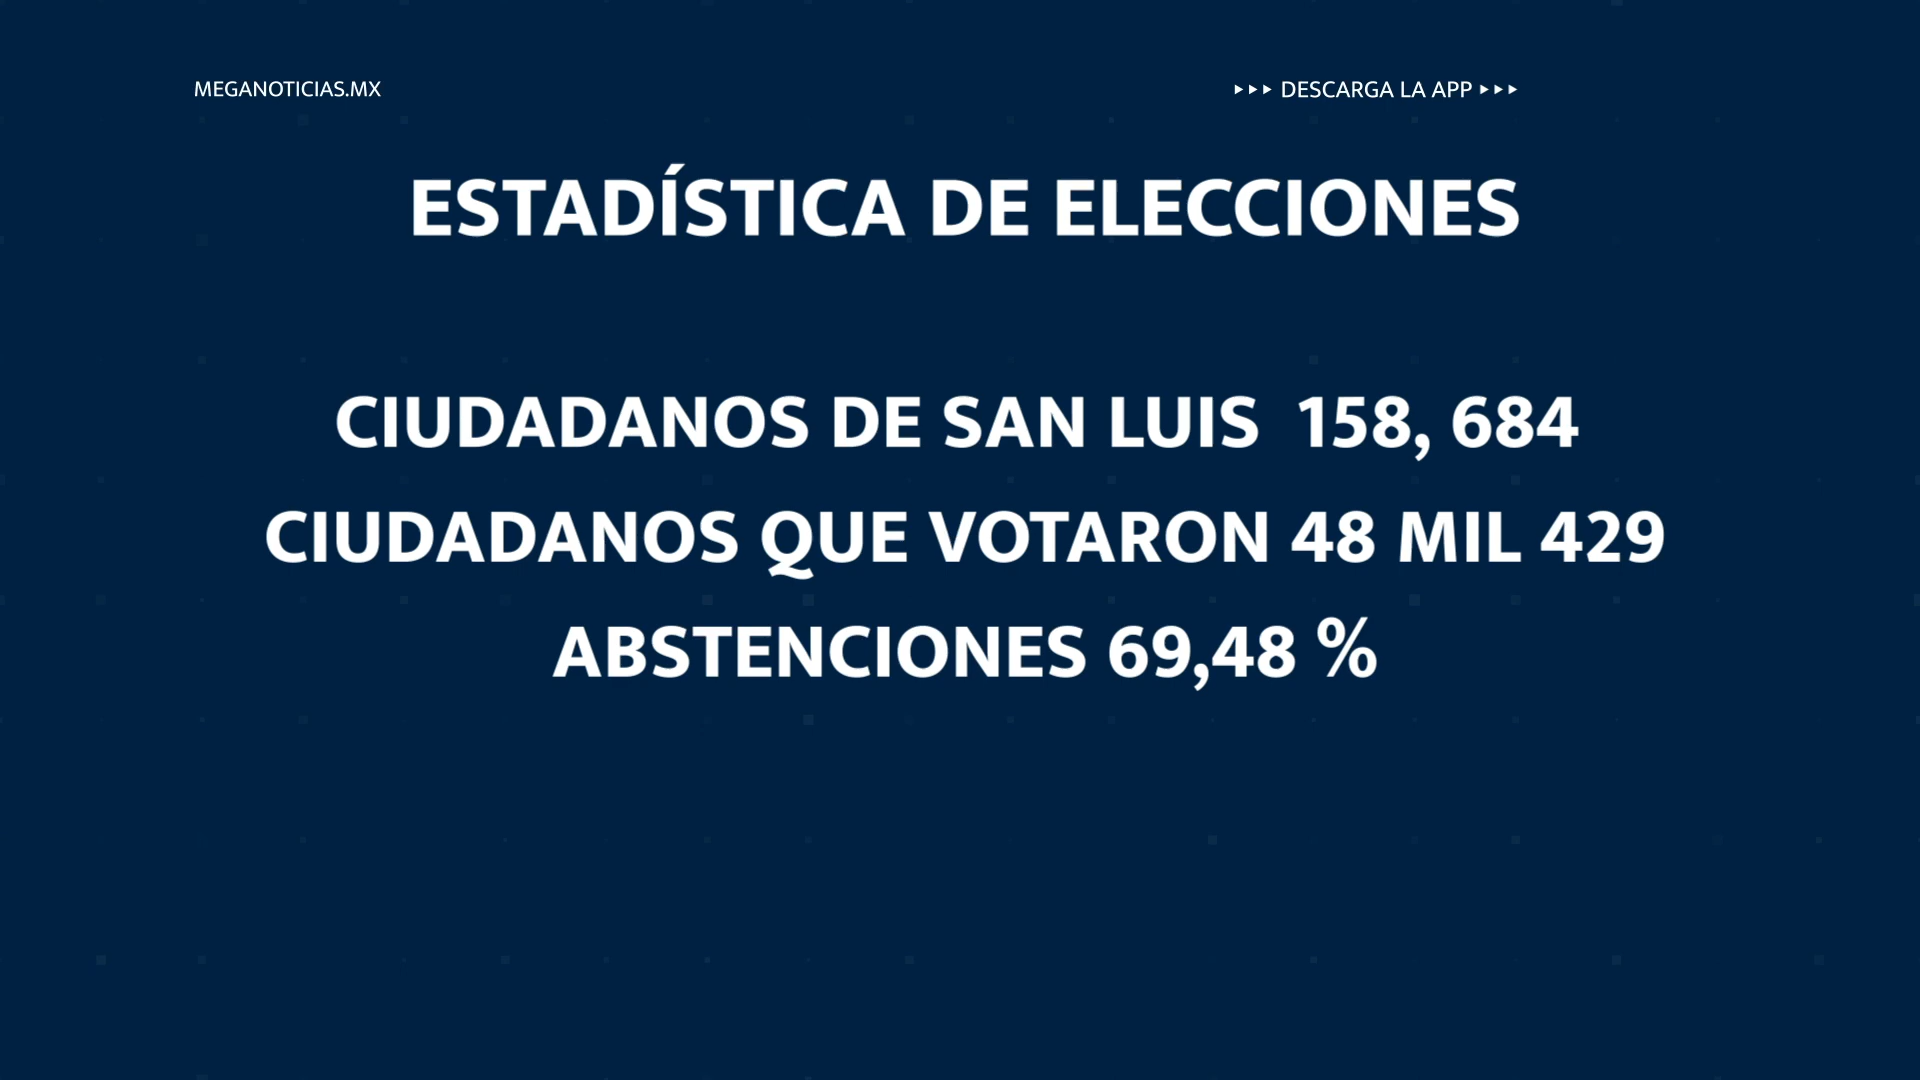 MEGANOTICIAS.MX
▸▸▸ DESCARGA LA APP ▸▸▸
ESTADÍSTICA DE ELECCIONES
CIUDADANOS DE SAN LUIS 158, 684
CIUDADANOS QUE VOTARON 48 MIL 429
ABSTENCIONES 69,48 %